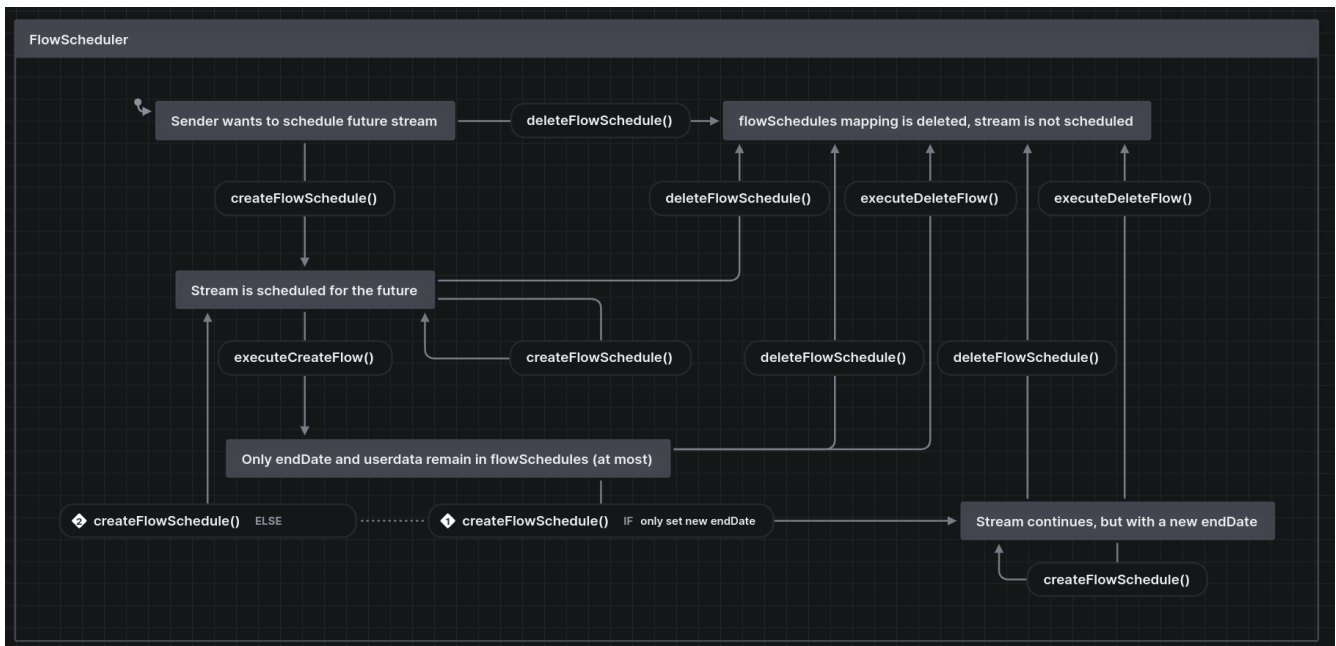 FlowScheduler
Sender wants to schedule future stream
deleteFlowSchedule()
flowSchedules mapping is deleted, stream is not scheduled
createFlowSchedule()
deleteFlowSchedule()
executeDeleteFlow()
executeDeleteFlow()
Stream is scheduled for the future
executeCreateFlow()
createFlowSchedule()
deleteFlowSchedule()
deleteFlowSchedule()
Only endDate and userdata remain in flowSchedules (at most)
2 createFlowSchedule() ELSE
1 createFlowSchedule() IF only set new endDate
Stream continues, but with a new endDate
createFlowSchedule()